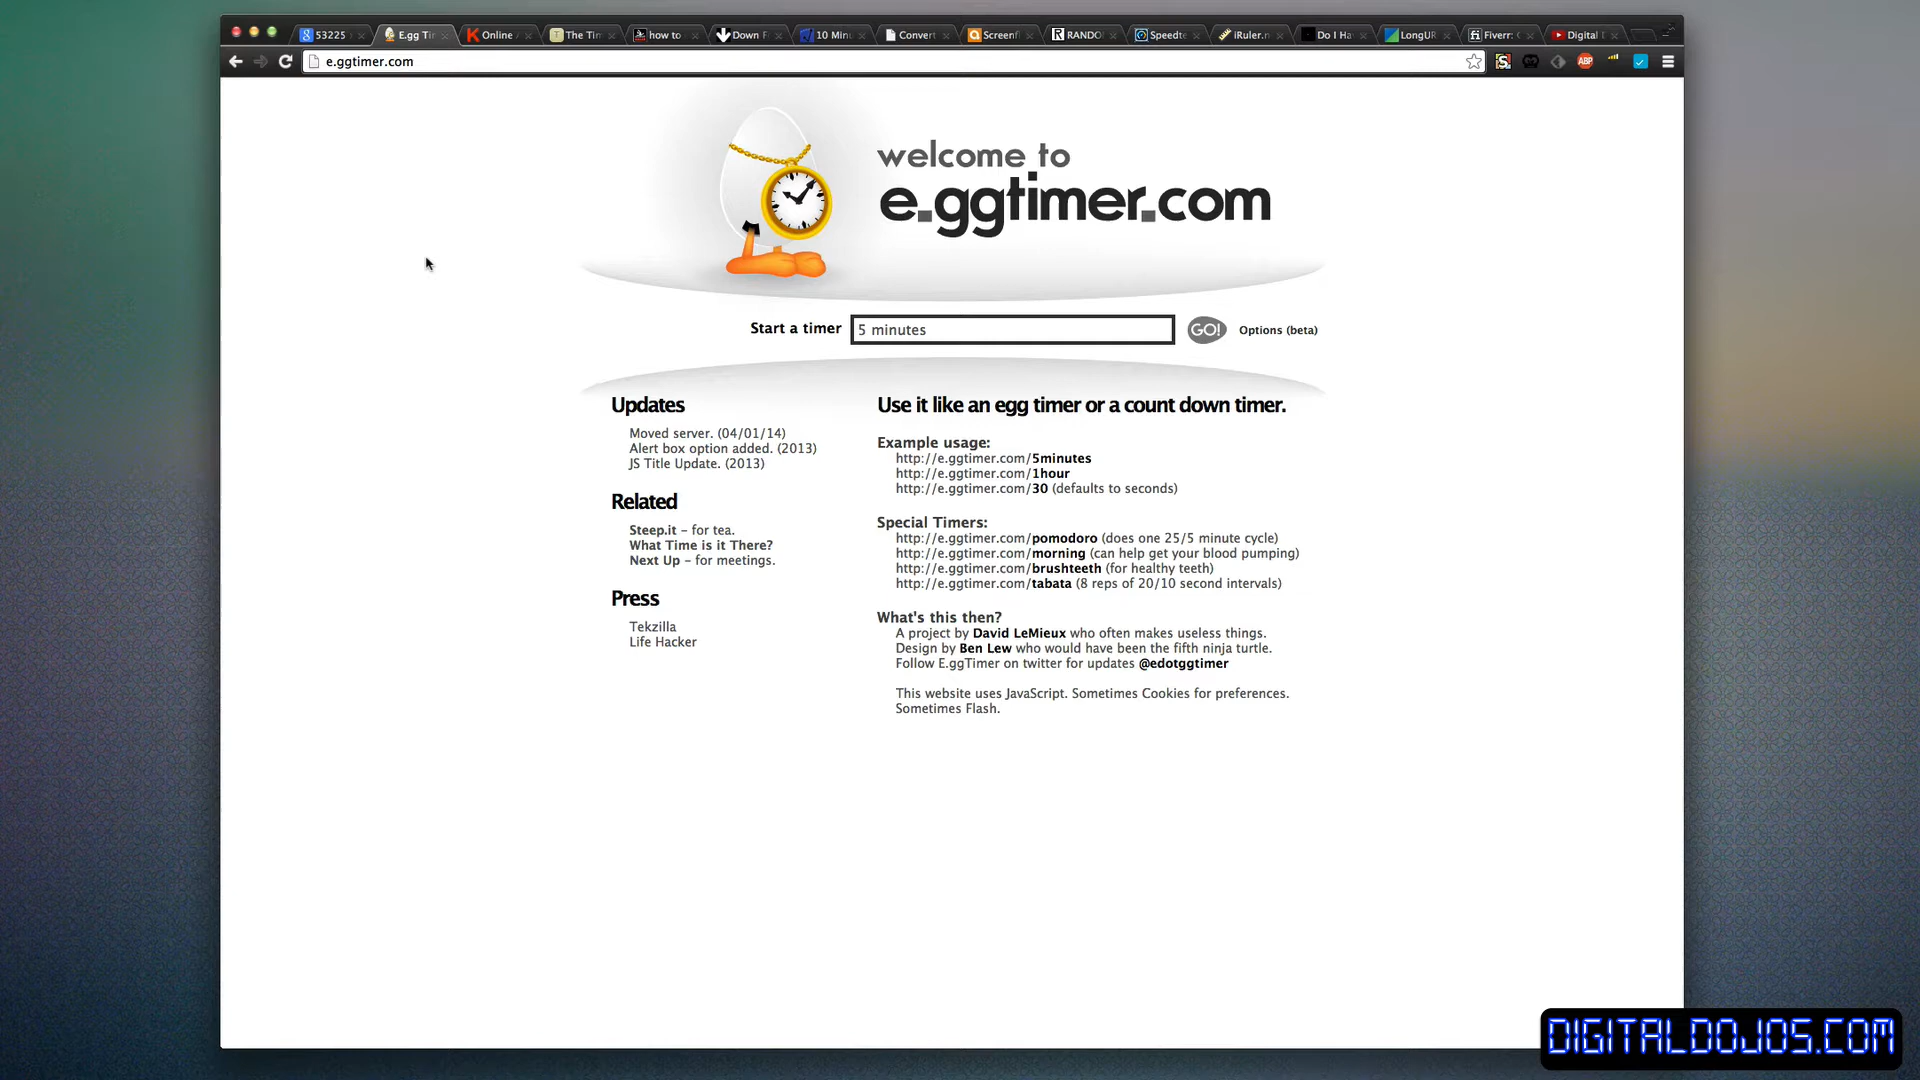 53225
E.gg Ti
Online
The Tim
how to
Down F
10 Minu
Convert
Screenfl
RANDO
Speedte
iRuler.n
Do I Ha
LongUR
Fiverr:
Digital
e.ggtimer.com
ABP
welcome to
e.ggtimer.com
Start a timer
5 minutes
GO!
Options (beta)
Updates
Moved server. (04/01/14)
Alert box option added. (2013)
JS Title Update. (2013)
Related
Steep.it – for tea.
What Time is it There?
Next Up – for meetings.
Press
Tekzilla
Life Hacker
Use it like an egg timer or a count down timer.
Example usage:
http://e.ggtimer.com/5minutes
http://e.ggtimer.com/1hour
http://e.ggtimer.com/30 (defaults to seconds)
Special Timers:
http://e.ggtimer.com/pomodoro (does one 25/5 minute cycle)
http://e.ggtimer.com/morning (can help get your blood pumping)
http://e.ggtimer.com/brushteeth (for healthy teeth)
http://e.ggtimer.com/tabata (8 reps of 20/10 second intervals)
What's this then?
A project by David LeMieux who often makes useless things.
Design by Ben Lew who would have been the fifth ninja turtle.
Follow E.ggTimer on twitter for updates @edotggtimer
This website uses JavaScript. Sometimes Cookies for preferences.
Sometimes Flash.
DIGITALDOJOS.COM